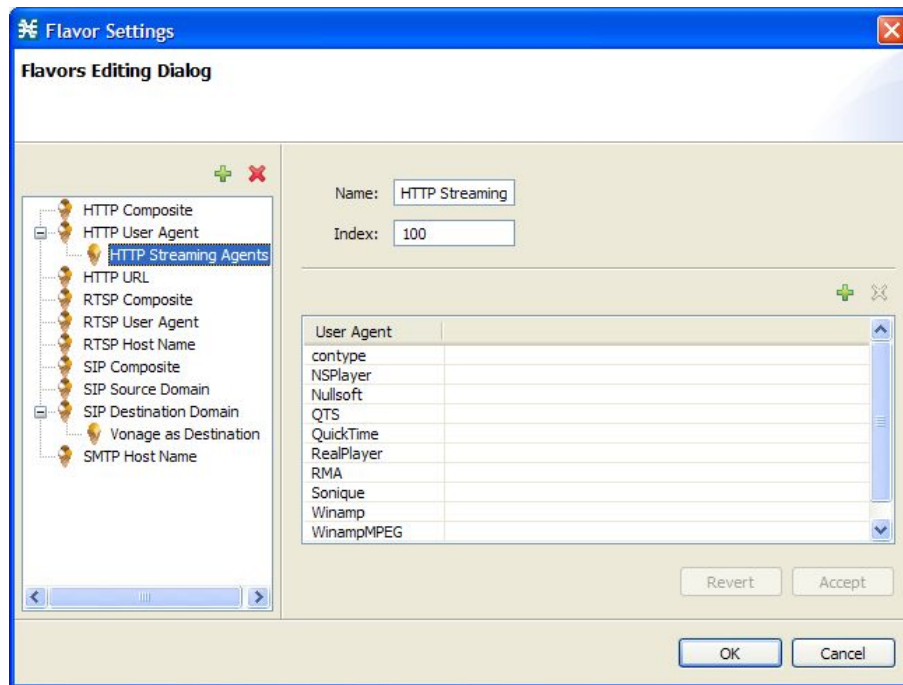 Flavor Settings
Flavors Editing Dialog
HTTP Composite
HTTP User Agent
HTTP Streaming Agents
HTTP URL
RTSP Composite
RTSP User Agent
RTSP Host Name
SIP Composite
SIP Source Domain
SIP Destination Domain
Vonage as Destination
SMTP Host Name
Name: HTTP Streaming
Index: 100
User Agent
contype
NSPlayer
Nullsoft
QTS
QuickTime
RealPlayer
RMA
Sonique
Winamp
WinampMPEG
Revert Accept
OK Cancel